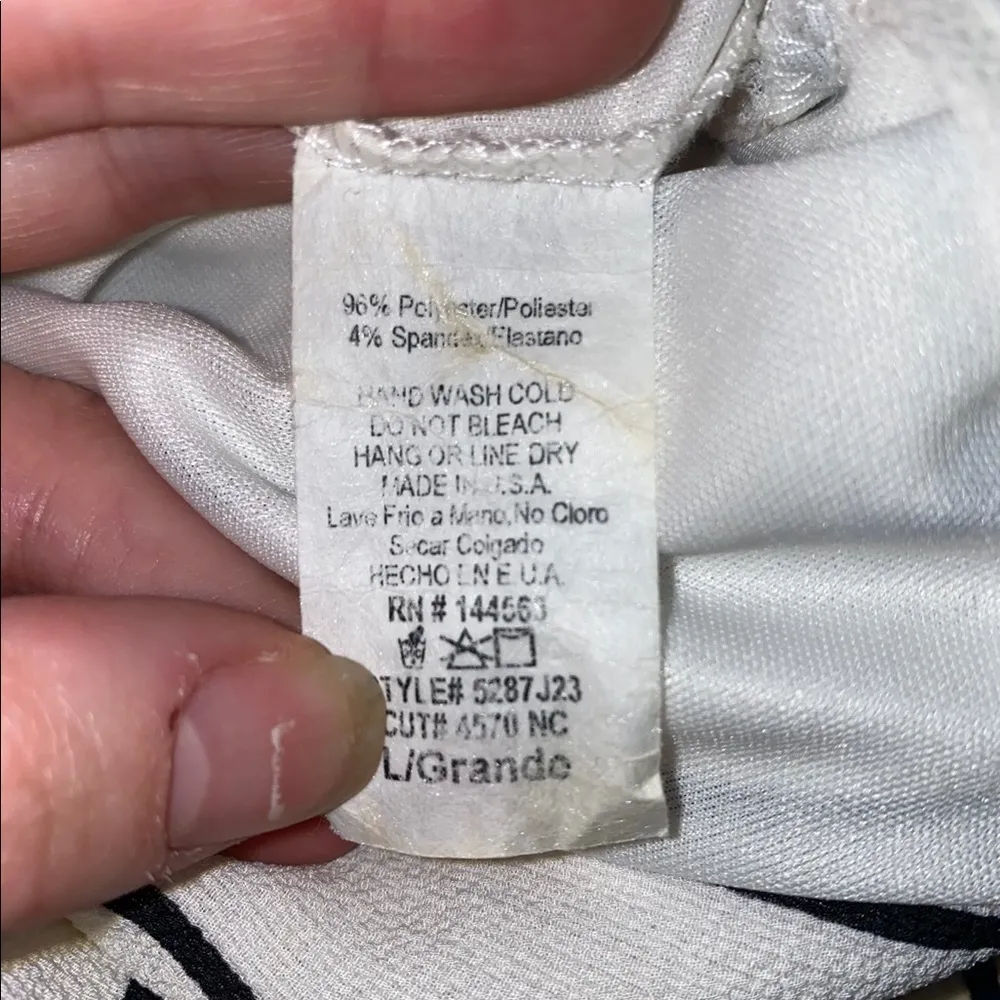 96% Polyester/Poliester
4% Spandex/Elastano
HAND WASH COLD
DO NOT BLEACH
HANG OR LINE DRY
MADE IN U.S.A.
Lave Frio a Mano, No Cloro
Secar Colgado
HECHO EN E.U.A.
RN # 144563
STYLE# 5287J23
CUT# 4570 NC
L/Grande